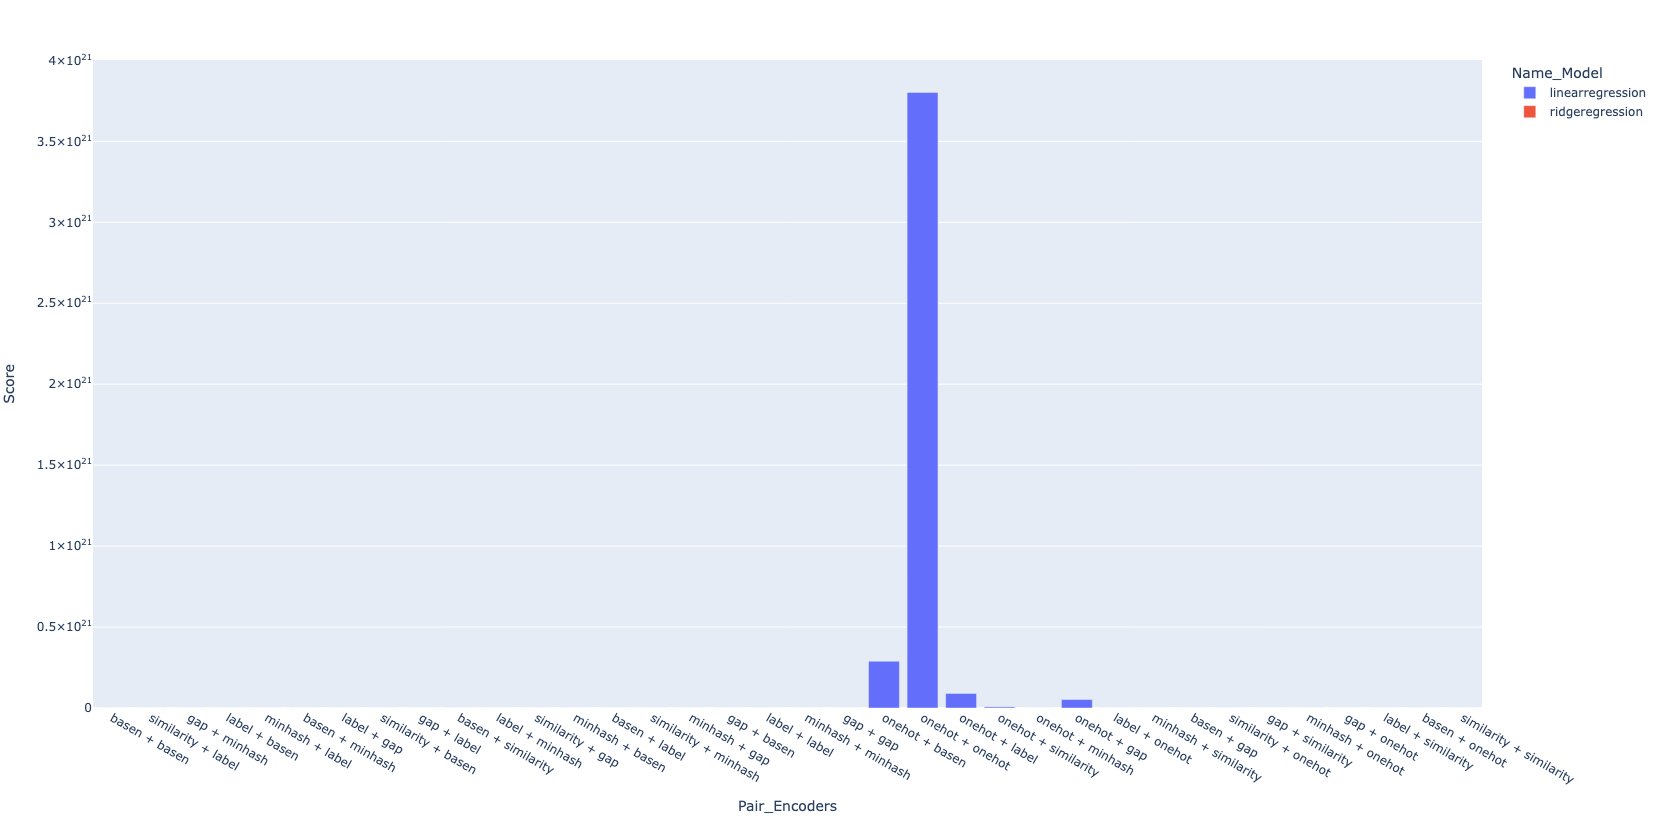 4×10²¹
3.5×10²¹
3×10²¹
2.5×10²¹
2×10²¹
1.5×10²¹
1×10²¹
0.5×10²¹
0
Score
Name_Model
linearregression
ridgeregression
basen + basen
similarity + label
gap + minhash
label + basen
minhash + label
basen + minhash
label + gap
similarity + basen
gap + label
basen + similarity
label + minhash
similarity + gap
minhash + basen
basen + label
similarity + minhash
minhash + gap
gap + basen
label + label
minhash + minhash
gap + gap
onehot + basen
onehot + onehot
onehot + label
onehot + similarity
onehot + minhash
onehot + gap
label + onehot
minhash + similarity
basen + gap
similarity + onehot
gap + similarity
minhash + onehot
gap + onehot
label + similarity
basen + onehot
similarity + similarity
Pair_Encoders